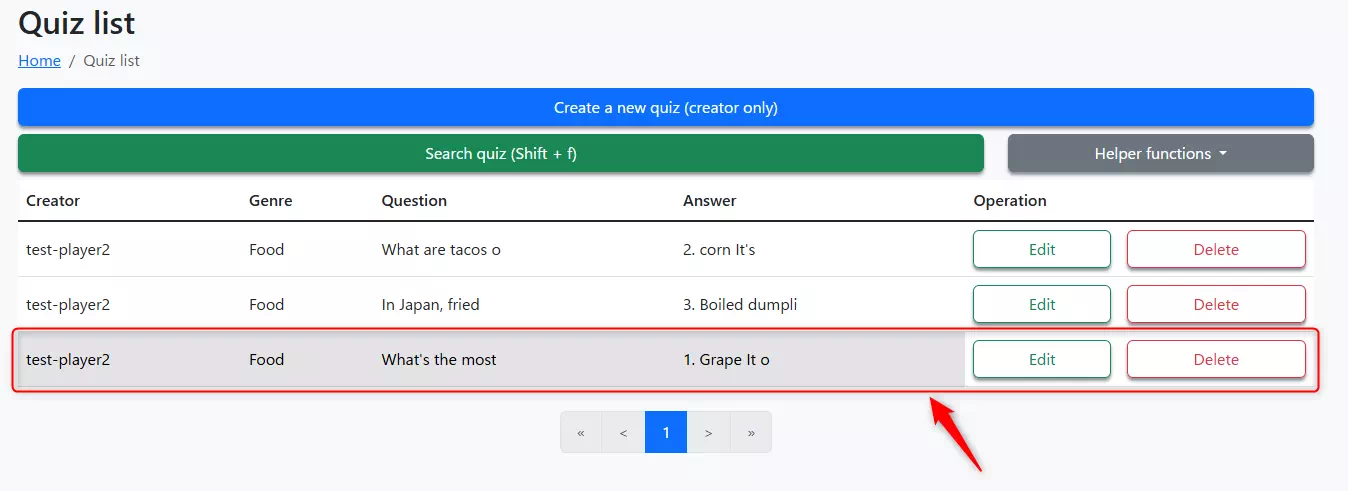 Quiz list
Home / Quiz list
Create a new quiz (creator only)
Search quiz (Shift + f) Helper functions
Creator Genre Question Answer Operation
test-player2 Food What are tacos o 2. corn It's Edit Delete
test-player2 Food In Japan, fried 3. Boiled dumpli Edit Delete
test-player2 Food What's the most 1. Grape It o Edit Delete
« < 1 > »